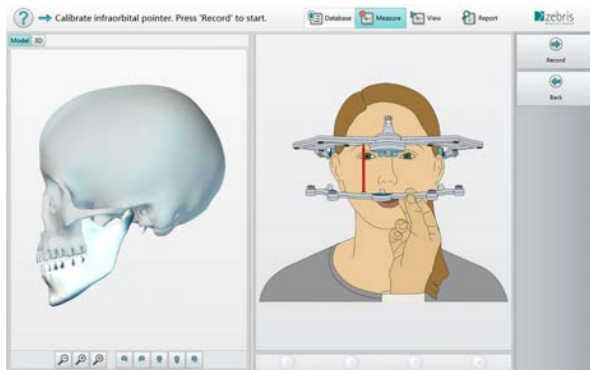 ? → Calibrate infraorbital pointer. Press 'Record' to start.
Database
Measure
View
Report
zebris
Model 3D
Record
Back